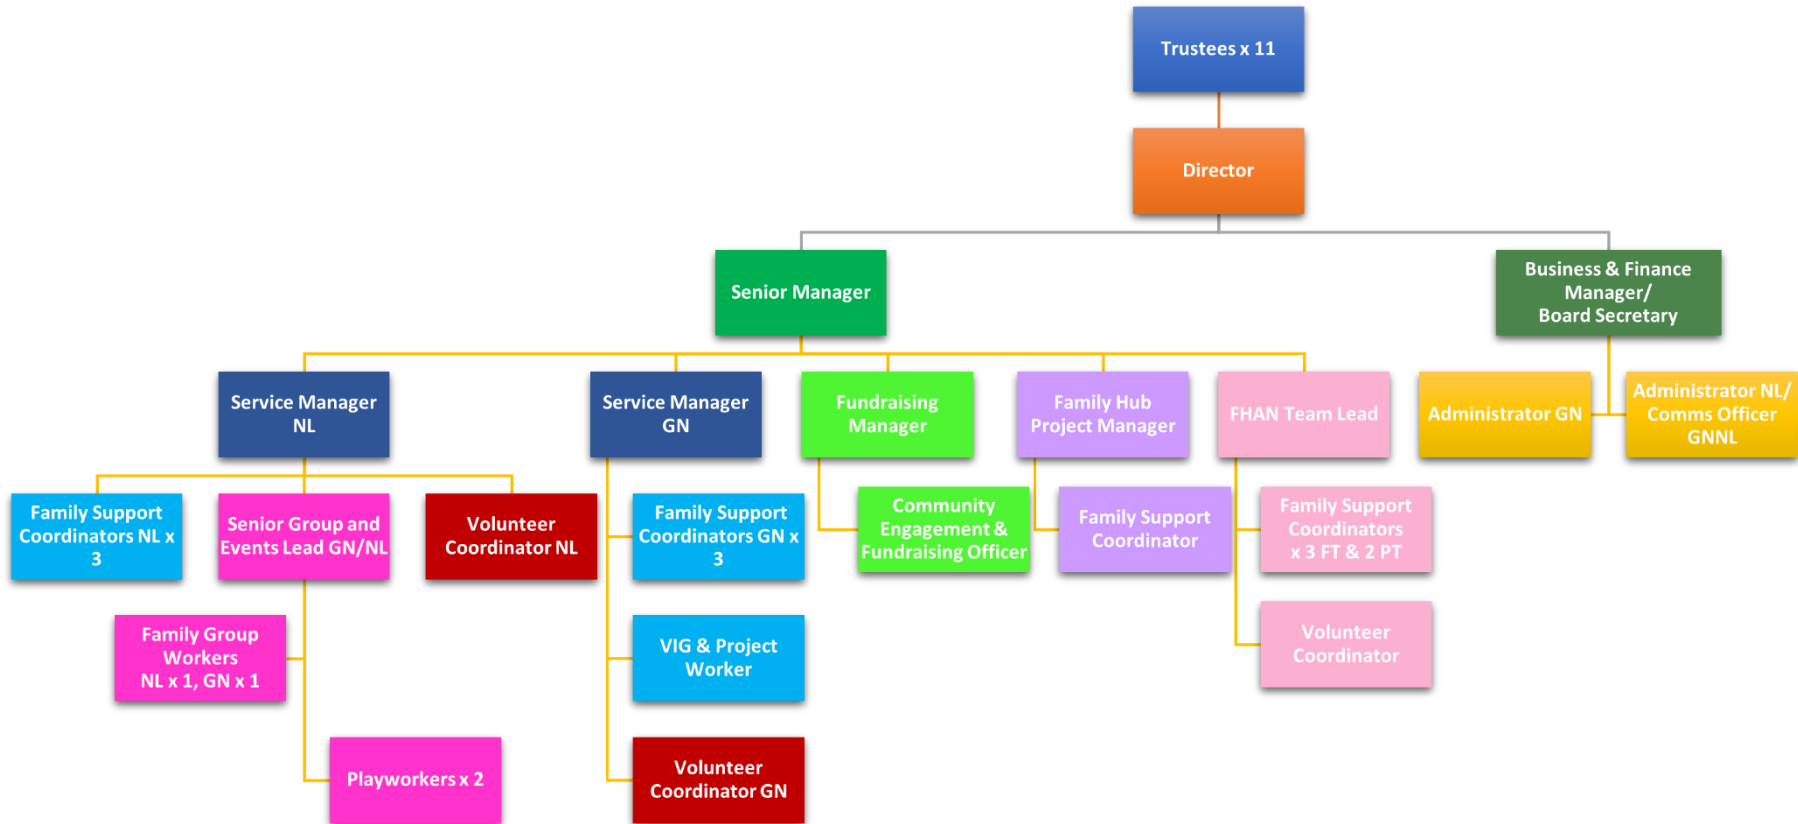 Trustees x 11
Director
Senior Manager
Business & Finance
Manager/
Board Secretary
Service Manager
NL
Service Manager
GN
Fundraising
Manager
Family Hub
Project Manager
FHAN Team Lead
Administrator GN
Administrator NL/
Comms Officer
GNNL
Family Support
Coordinators NL x
3
Senior Group and
Events Lead GN/NL
Volunteer
Coordinator NL
Family Support
Coordinators GN x
3
Community
Engagement &
Fundraising Officer
Family Support
Coordinator
Family Support
Coordinators
x 3 FT & 2 PT
Family Group
Workers
NL x 1, GN x 1
VIG & Project
Worker
Volunteer
Coordinator
Playworkers x 2
Volunteer
Coordinator GN